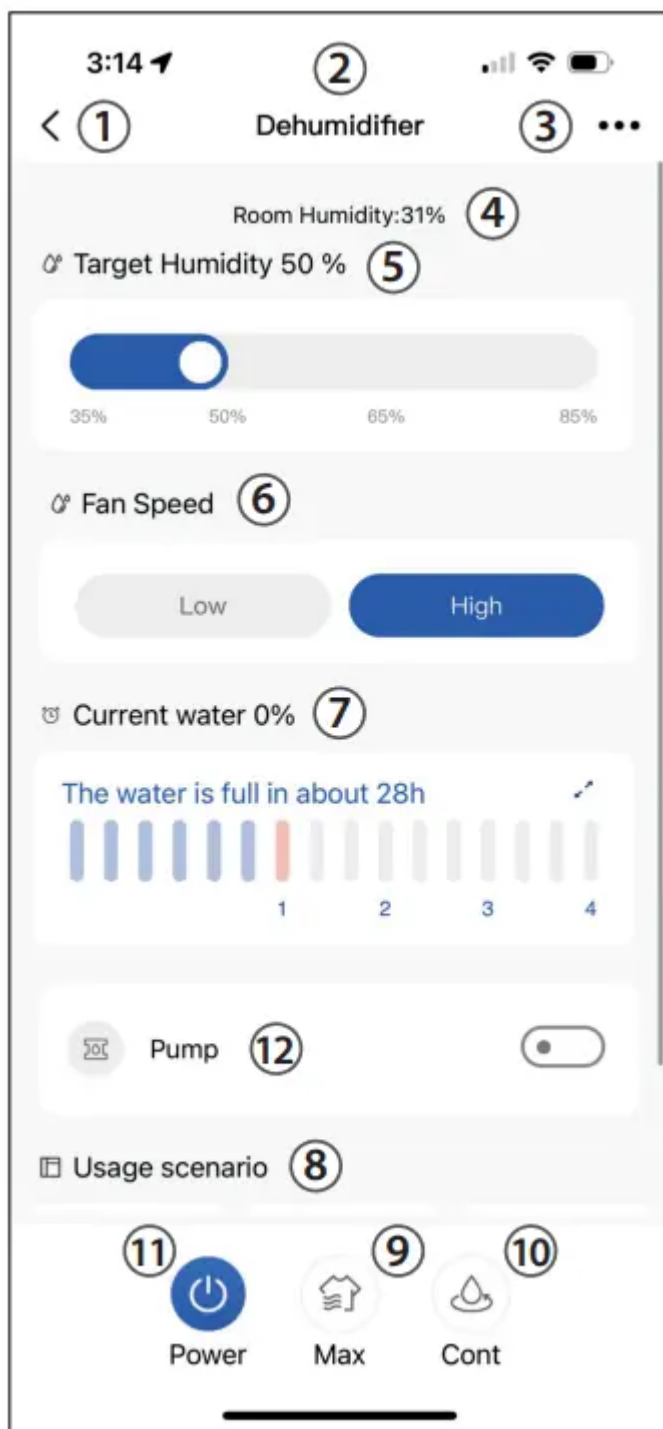 3:14
②
①
Dehumidifier
③ •••
Room Humidity:31% ④
Target Humidity 50 % ⑤
35% 50% 65% 85%
Fan Speed ⑥
Low High
Current water 0% ⑦
The water is full in about 28h
1 2 3 4
Pump ⑫
Usage scenario ⑧
⑪ ⑨ ⑩
Power Max Cont